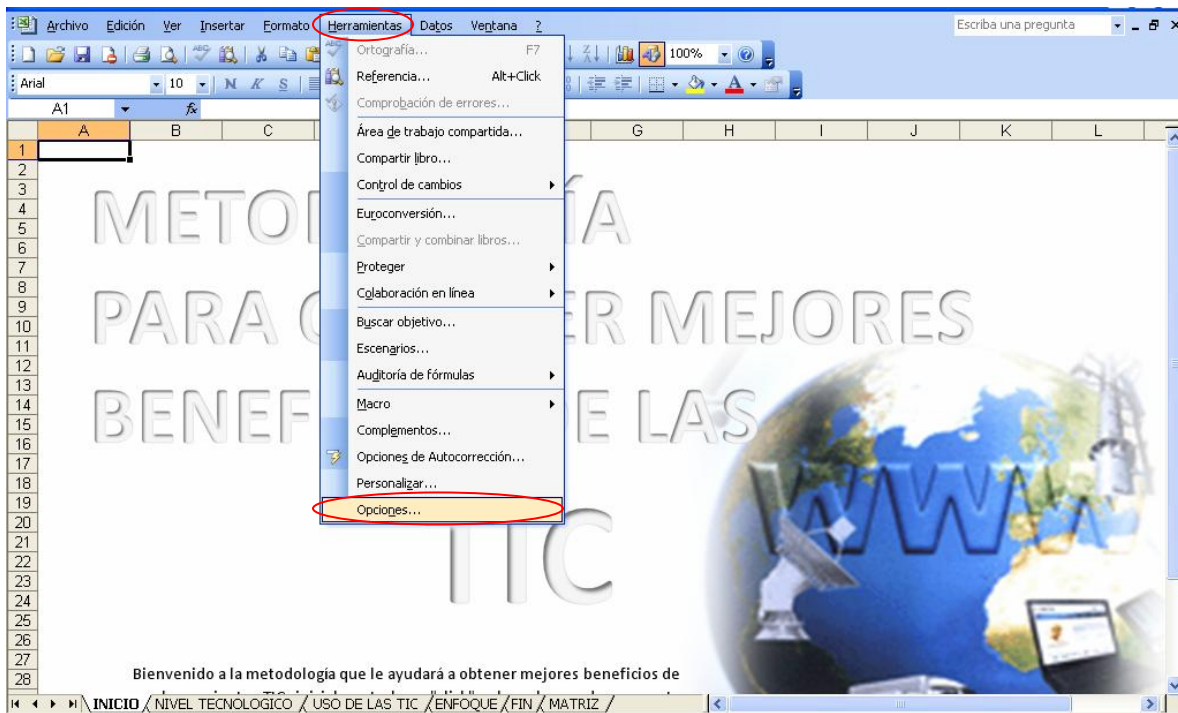 Archivo Edición Ver Insertar Formato Herramientas Datos Ventana ? Escriba una pregunta
100%
Arial 10 N K S
A1 fx
A B C G H I J K L
Ortografía... F7
Referencia... Alt+Click
Comprobación de errores...
Área de trabajo compartida...
Compartir libro...
Control de cambios
Euroconversión...
Compartir y combinar libros...
Proteger
Colaboración en línea
Buscar objetivo...
Escenarios...
Auditoría de fórmulas
Macro
Complementos...
Opciones de Autocorrección...
Personalizar...
Opciones...
1
2
3
4
5
6
7
8
9
10
11
12
13
14
15
16
17
18
19
20
21
22
23
24
25
26
27
28
METO ÍA
PARA ER MEJORES
BENEF DE LAS
TIC
WWW
Bienvenido a la metodología que le ayudará a obtener mejores beneficios de
INICIO / NIVEL TECNOLOGICO / USO DE LAS TIC / ENFOQUE / FIN / MATRIZ /